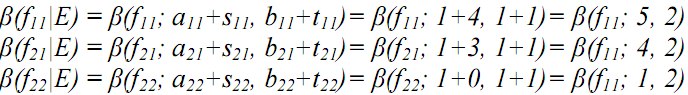 β(f₁₁|E) = β(f₁₁; a₁₁+s₁₁, b₁₁+t₁₁)= β(f₁₁; 1+4, 1+1)= β(f₁₁; 5, 2)
β(f₂₁|E) = β(f₂₁; a₂₁+s₂₁, b₂₁+t₂₁)= β(f₂₁; 1+3, 1+1)= β(f₁₁; 4, 2)
β(f₂₂|E) = β(f₂₂; a₂₂+s₂₂, b₂₂+t₂₂)= β(f₂₂; 1+0, 1+1)= β(f₁₁; 1, 2)